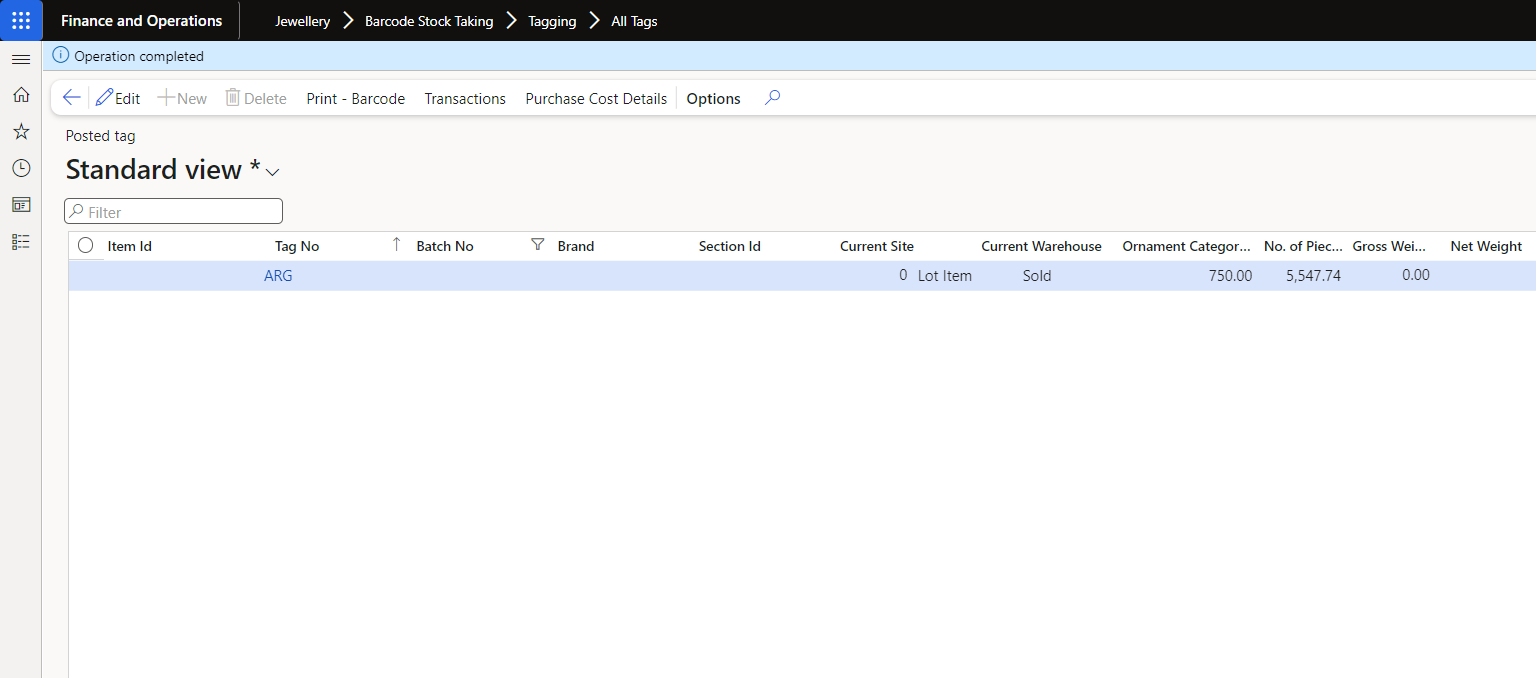 Finance and Operations Jewellery Barcode Stock Taking Tagging All Tags
Operation completed
Edit New Delete Print - Barcode Transactions Purchase Cost Details Options
Posted tag
Standard view *
Filter
Item Id Tag No Batch No Brand Section Id Current Site Current Warehouse Ornament Categor... No. of Piec... Gross Wei... Net Weight
ARG 0 Lot Item Sold 750.00 5,547.74 0.00